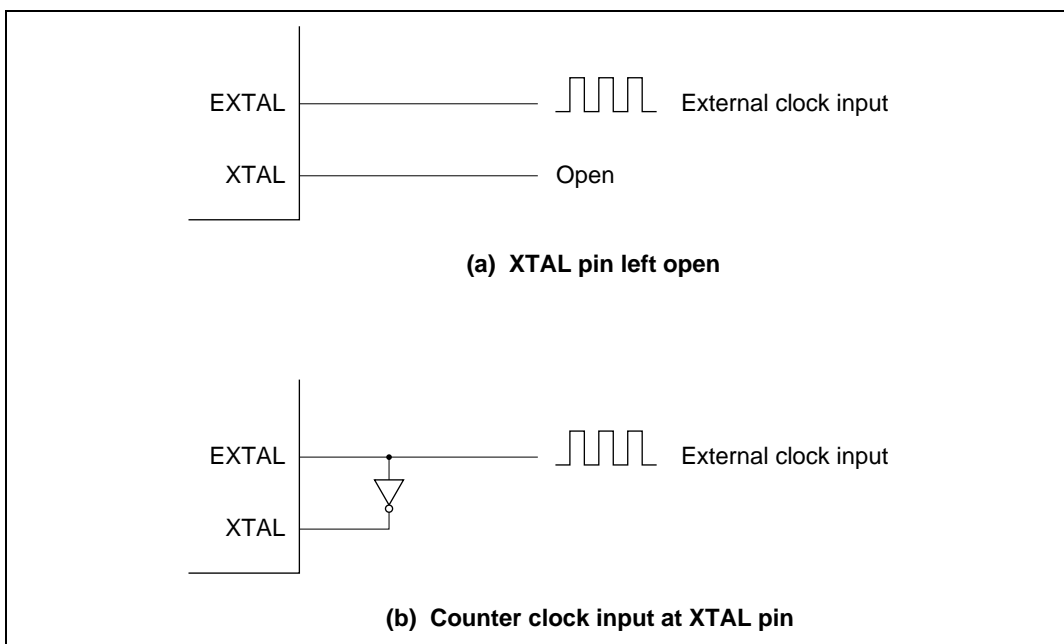 EXTAL External clock input
XTAL Open
(a) XTAL pin left open
EXTAL External clock input
XTAL
(b) Counter clock input at XTAL pin